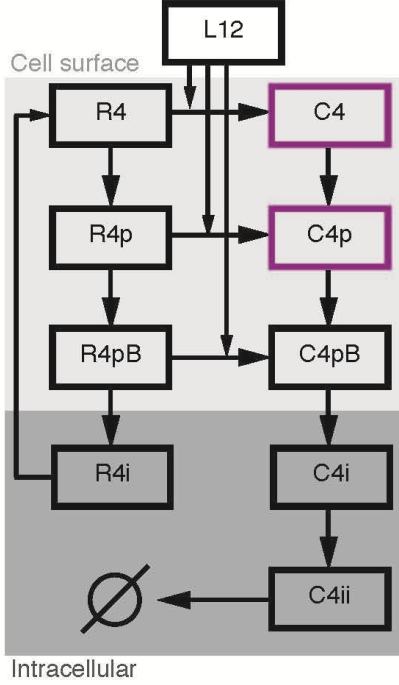 L12
Cell surface
R4
C4
R4p
C4p
R4pB
C4pB
R4i
C4i
C4ii
Intracellular